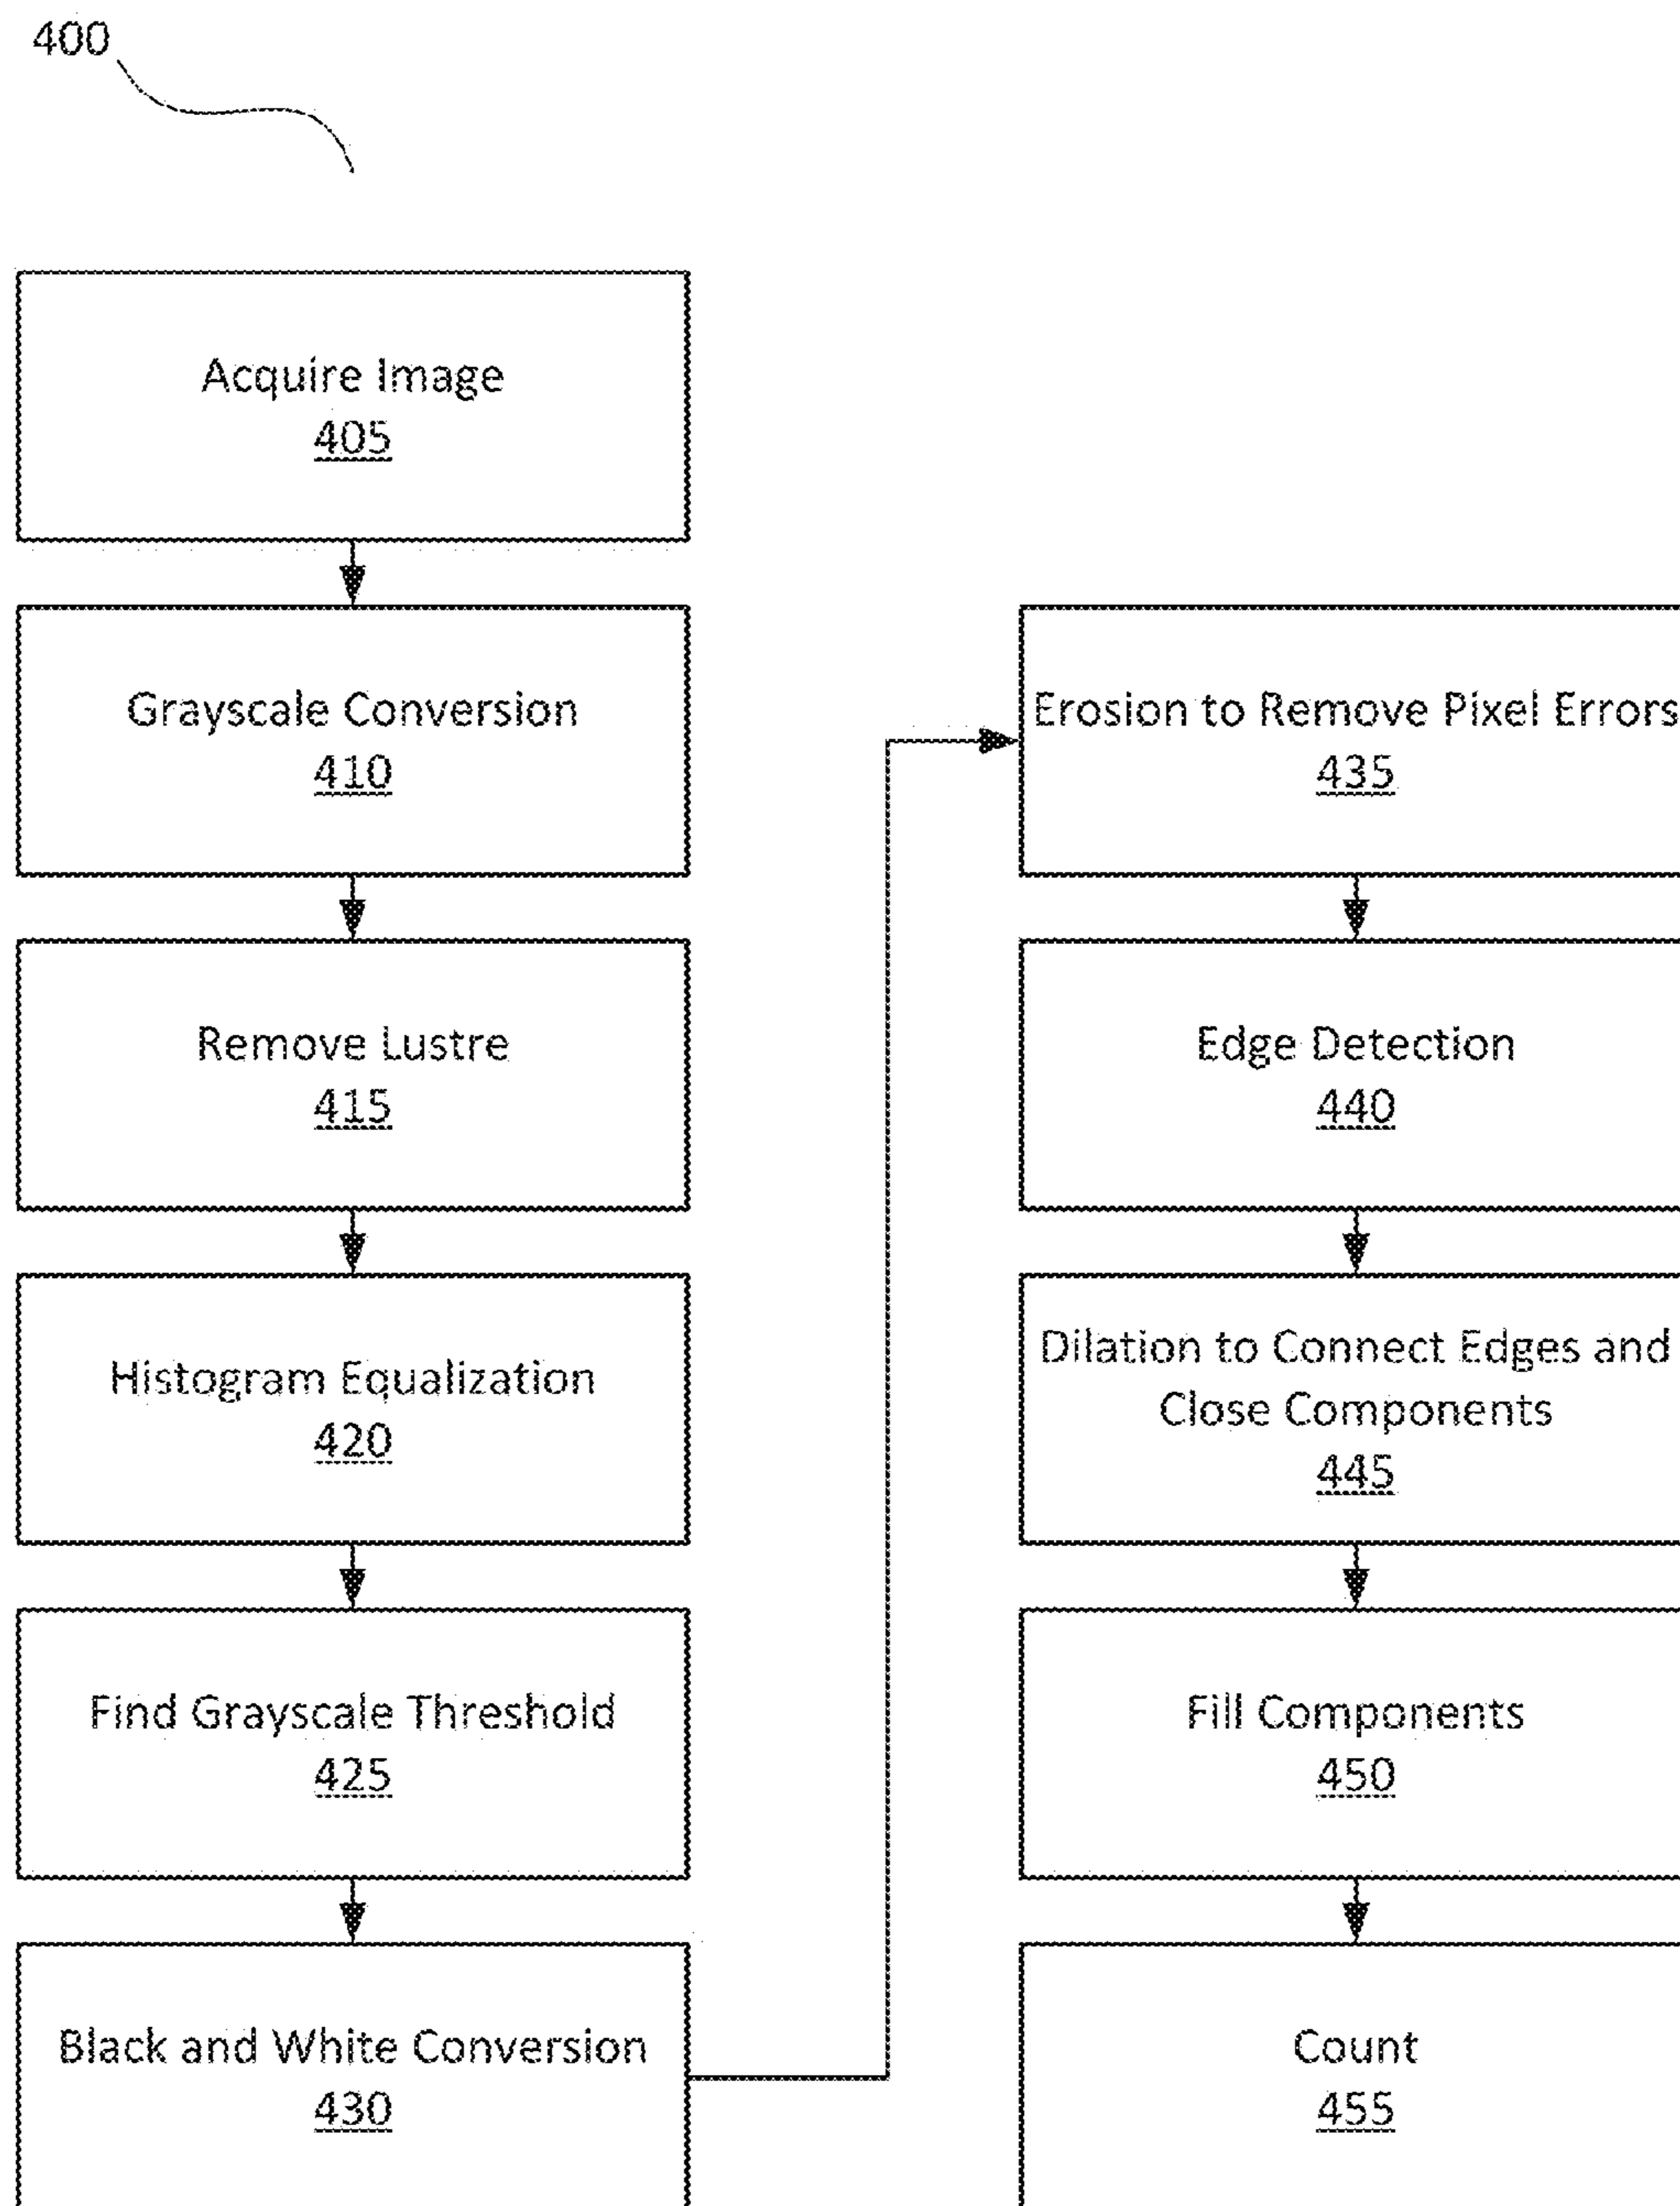 400
Acquire Image
405
Grayscale Conversion
410
Remove Lustre
415
Histogram Equalization
420
Find Grayscale Threshold
425
Black and White Conversion
430
Erosion to Remove Pixel Errors
435
Edge Detection
440
Dilation to Connect Edges and
Close Components
445
Fill Components
450
Count
455